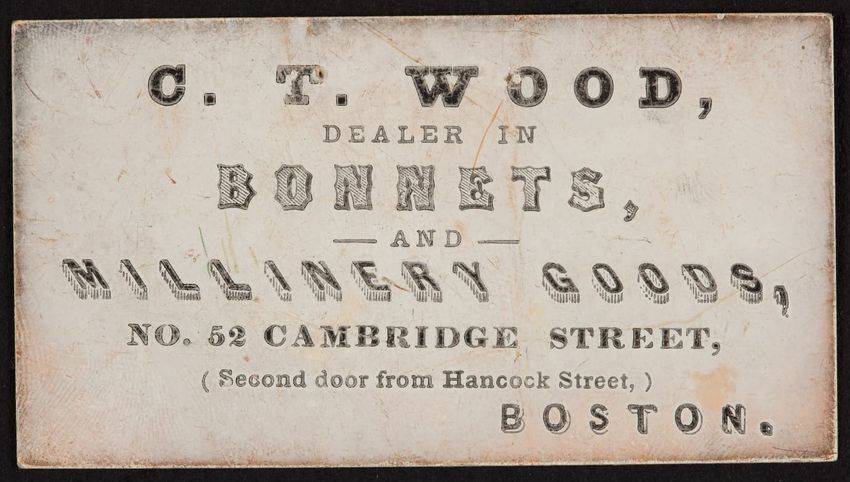 C. T. WOOD,
DEALER IN
BONNETS,
— AND —
MILLINERY GOODS,
NO. 52 CAMBRIDGE STREET,
( Second door from Hancock Street, )
BOSTON.